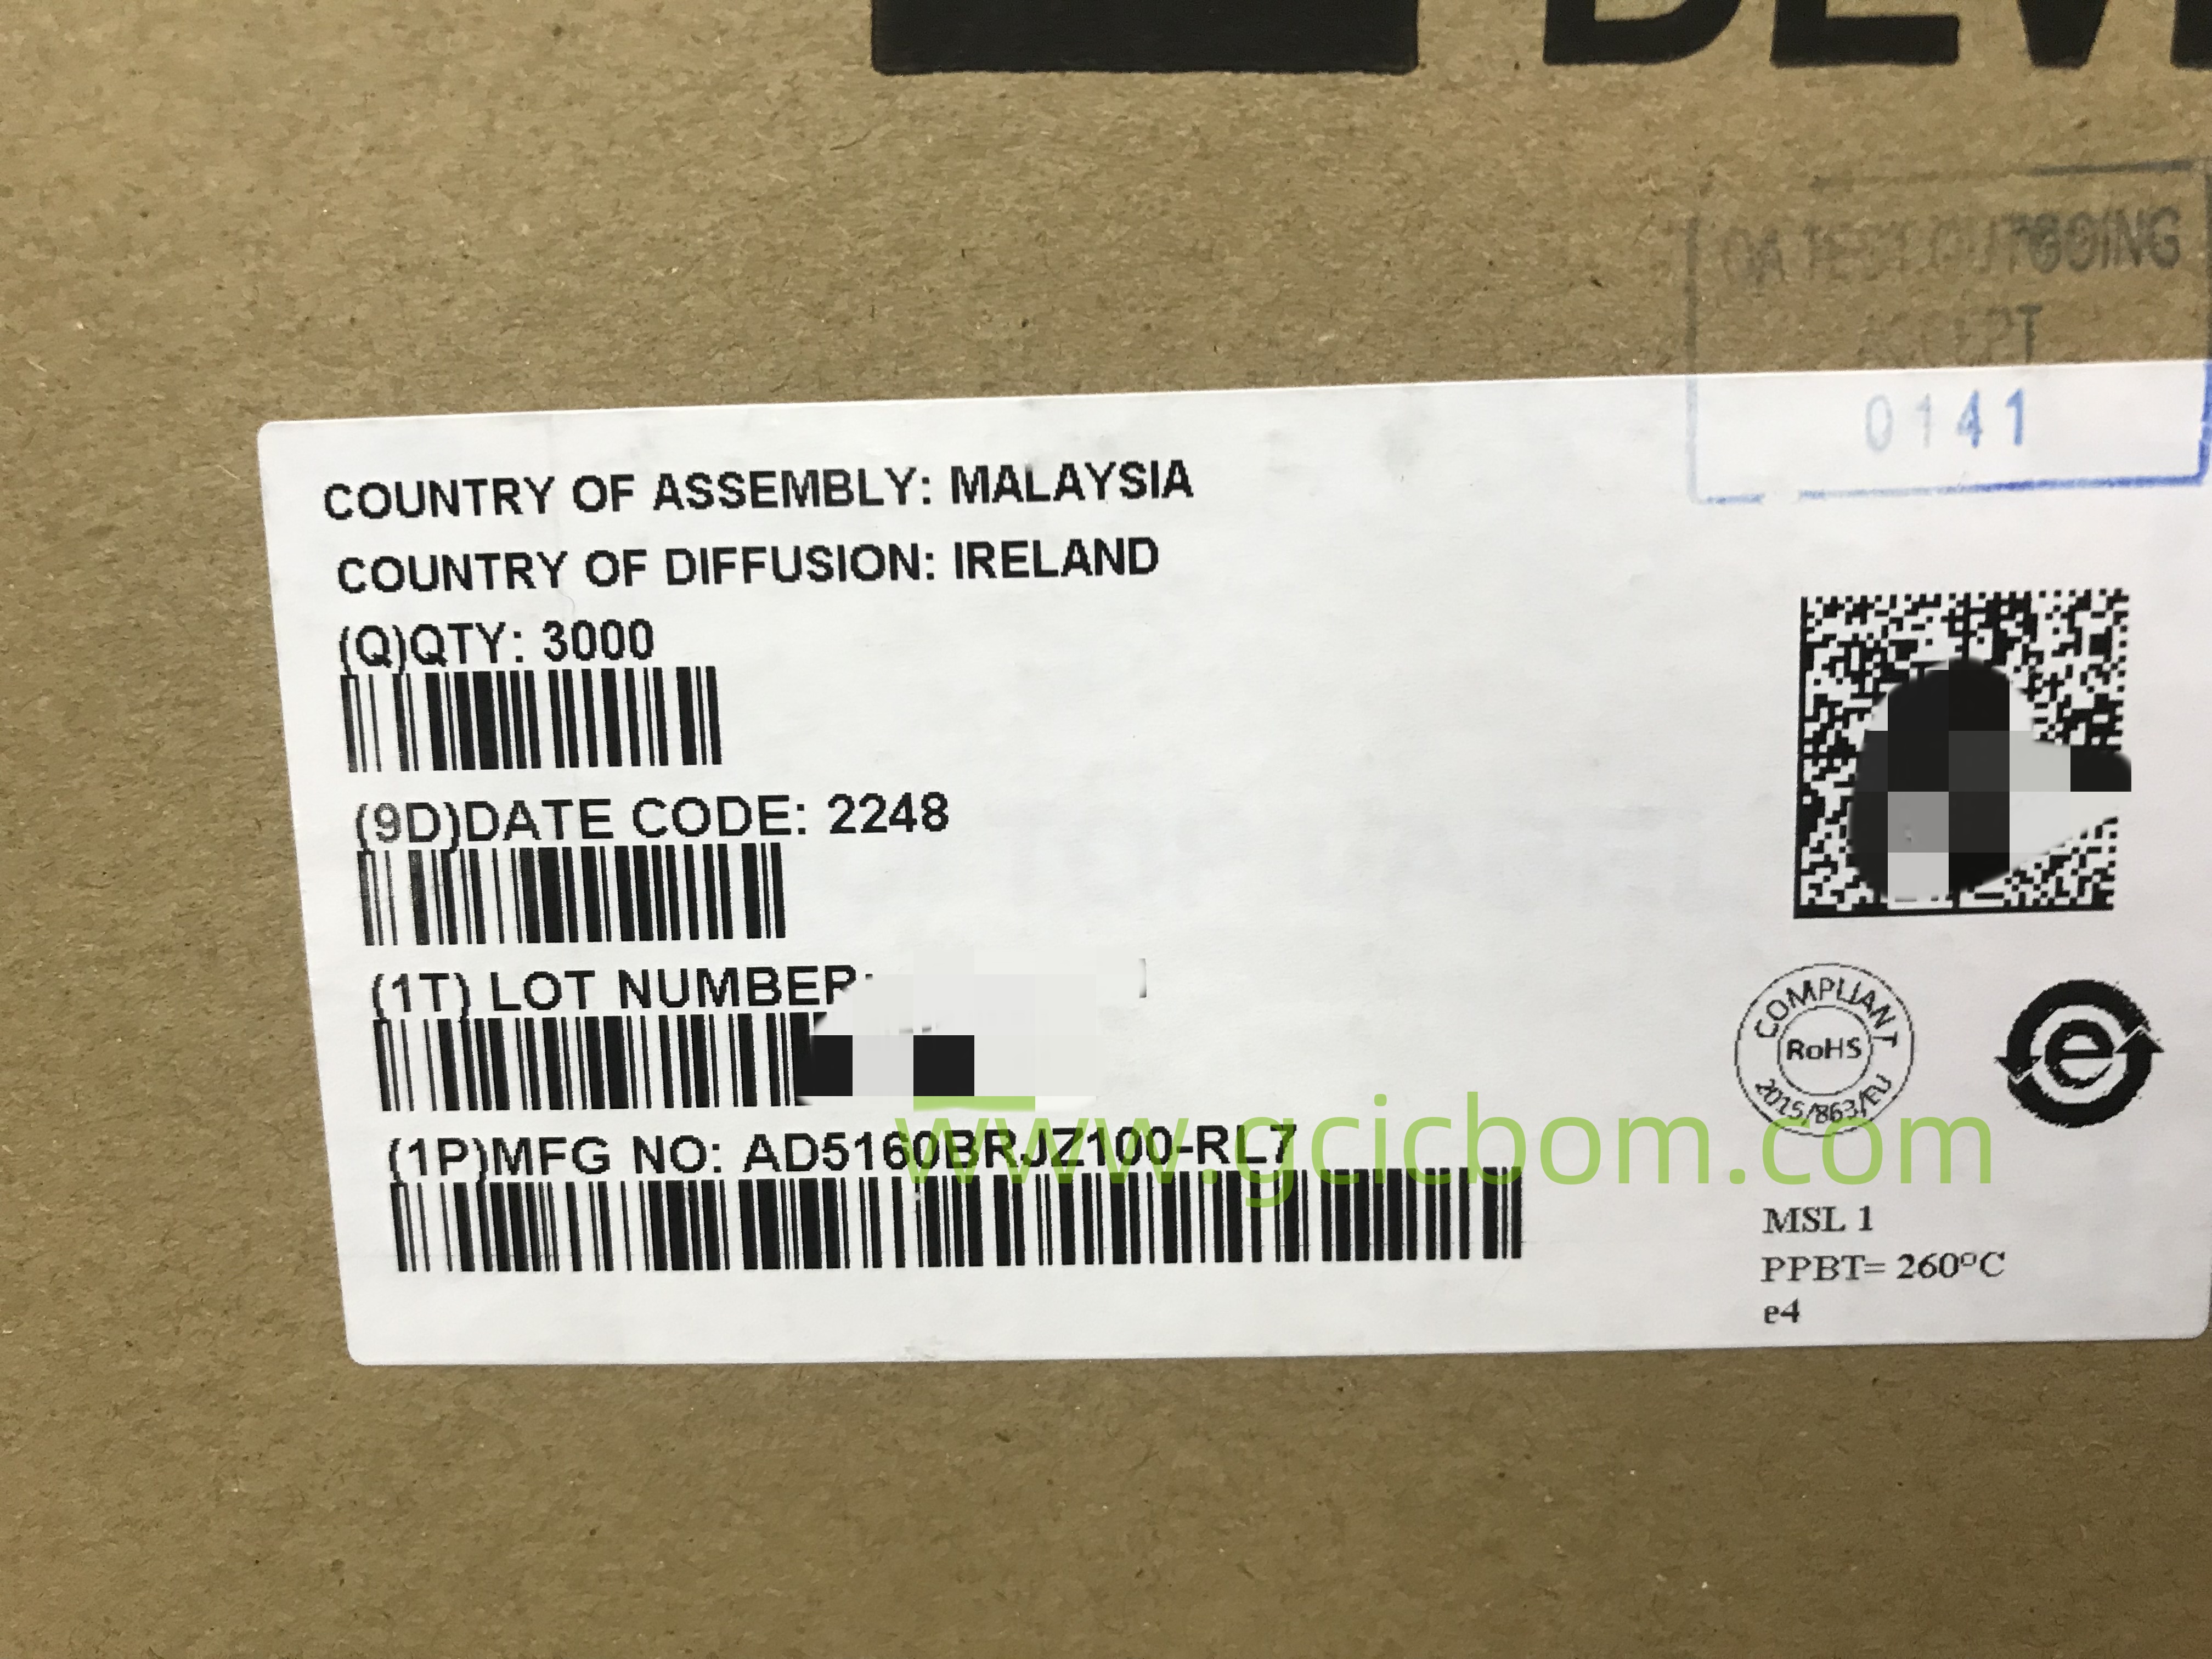 QA TEST OUTGOING
ACCEPT
0141
COUNTRY OF ASSEMBLY: MALAYSIA
COUNTRY OF DIFFUSION: IRELAND
(Q)QTY: 3000
(9D)DATE CODE: 2248
(1T) LOT NUMBER:
(1P)MFG NO: AD5160BRJZ100-RL7
COMPLIANT
RoHS
2015/863/EU
e
www.gcicbom.com
MSL 1
PPBT= 260ºC
e4